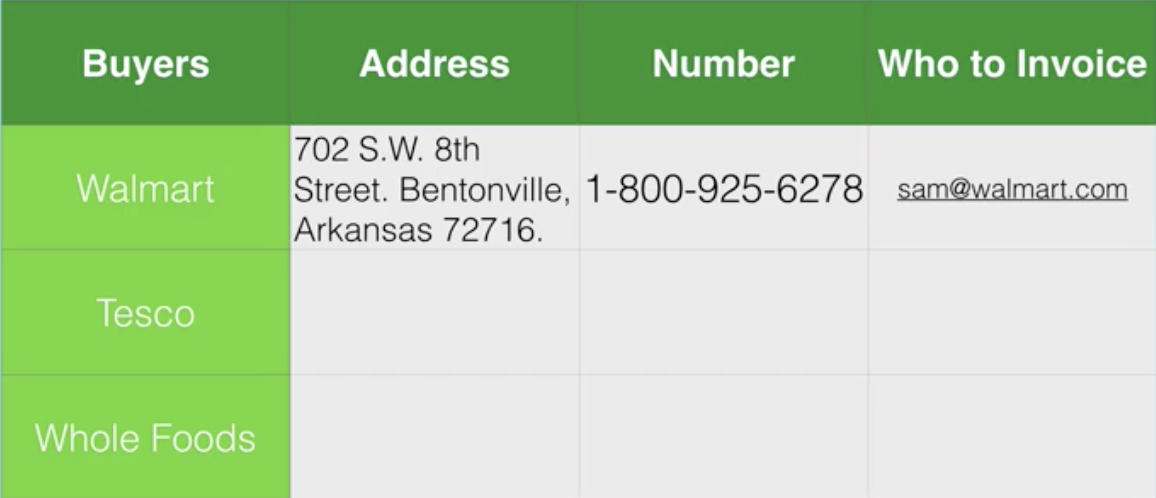 Buyers Address Number Who to Invoice
Walmart
702 S.W. 8th
Street. Bentonville,
Arkansas 72716.
1-800-925-6278
sam@walmart.com
Tesco
Whole Foods